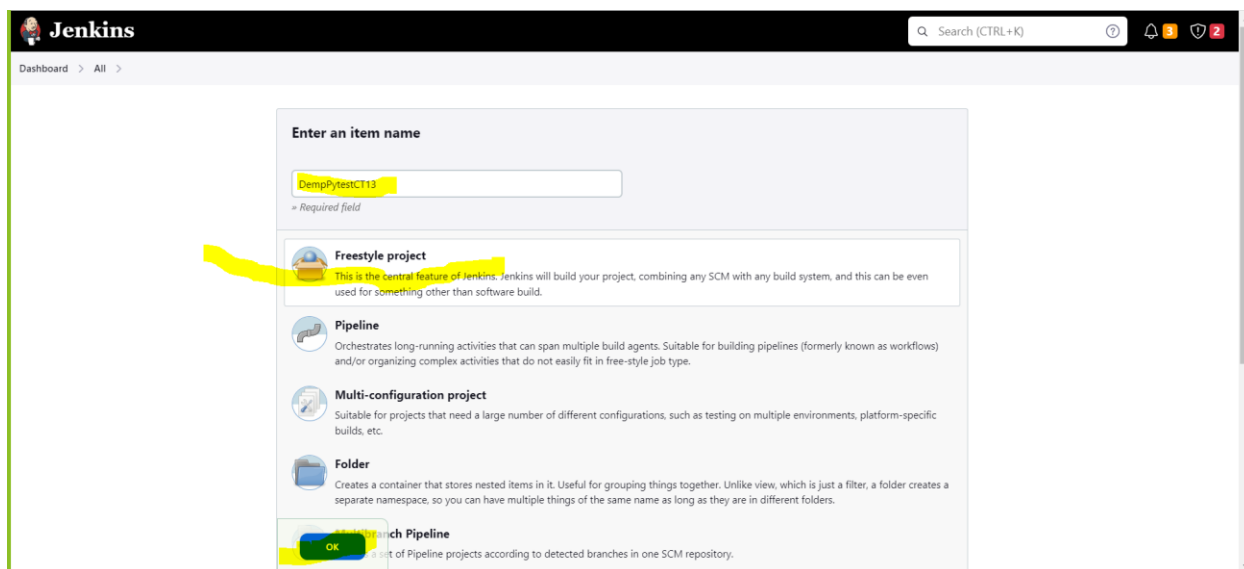 Jenkins
Search (CTRL+K)
3
2
Dashboard > All >
Enter an item name
DempPytestCT13
» Required field
Freestyle project
This is the central feature of Jenkins. Jenkins will build your project, combining any SCM with any build system, and this can be even
used for something other than software build.
Pipeline
Orchestrates long-running activities that can span multiple build agents. Suitable for building pipelines (formerly known as workflows)
and/or organizing complex activities that do not easily fit in free-style job type.
Multi-configuration project
Suitable for projects that need a large number of different configurations, such as testing on multiple environments, platform-specific
builds, etc.
Folder
Creates a container that stores nested items in it. Useful for grouping things together. Unlike view, which is just a filter, a folder creates a
separate namespace, so you can have multiple things of the same name as long as they are in different folders.
Multibranch Pipeline
OK
set of Pipeline projects according to detected branches in one SCM repository.